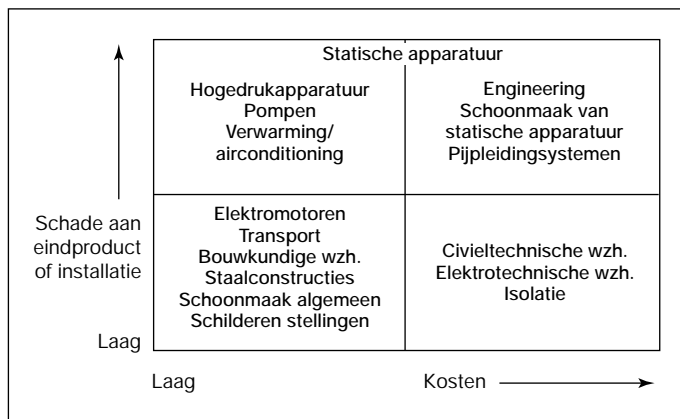 Statische apparatuur
Hogedrukapparatuur
Pompen
Verwarming/
airconditioning
Engineering
Schoonmaak van
statische apparatuur
Pijpleidingsystemen
Schade aan
eindproduct
of installatie
Elektromotoren
Transport
Bouwkundige wzh.
Staalconstructies
Schoonmaak algemeen
Schilderen stellingen
Civieltechnische wzh.
Elektrotechnische wzh.
Isolatie
Laag
Laag
Kosten